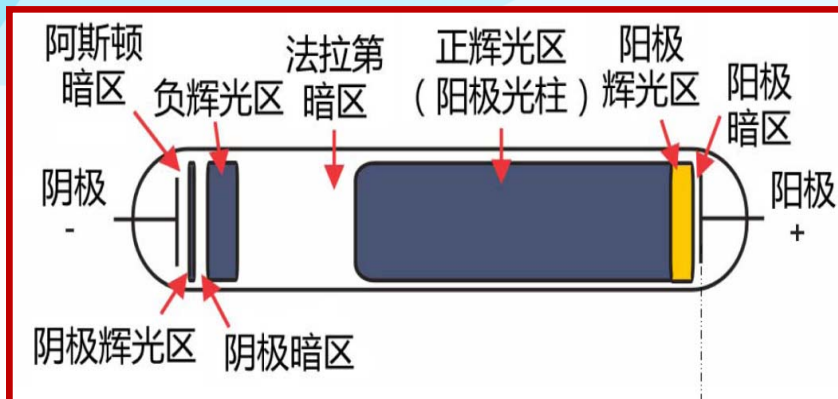 阿斯顿
暗区
负辉光区
法拉第
暗区
正辉光区
（阳极光柱）
阳极
辉光区
阳极
暗区
阴极
-
阳极
+
阴极辉光区
阴极暗区